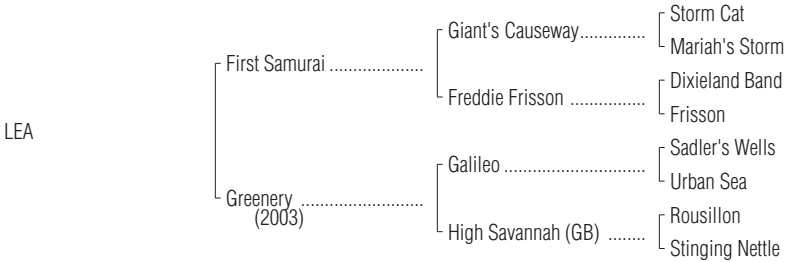 Storm Cat
Giant's Causeway..............
Mariah's Storm
First Samurai ....................
Dixieland Band
Freddie Frisson ................
Frisson
LEA
Sadler's Wells
Galileo ..............................
Urban Sea
Greenery ..........................
(2003)
Rousillon
High Savannah (GB) ........
Stinging Nettle